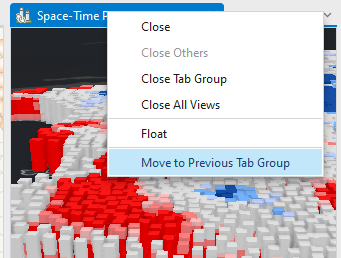 Space-Time
Close
Close Others
Close Tab Group
Close All Views
Float
Move to Previous Tab Group